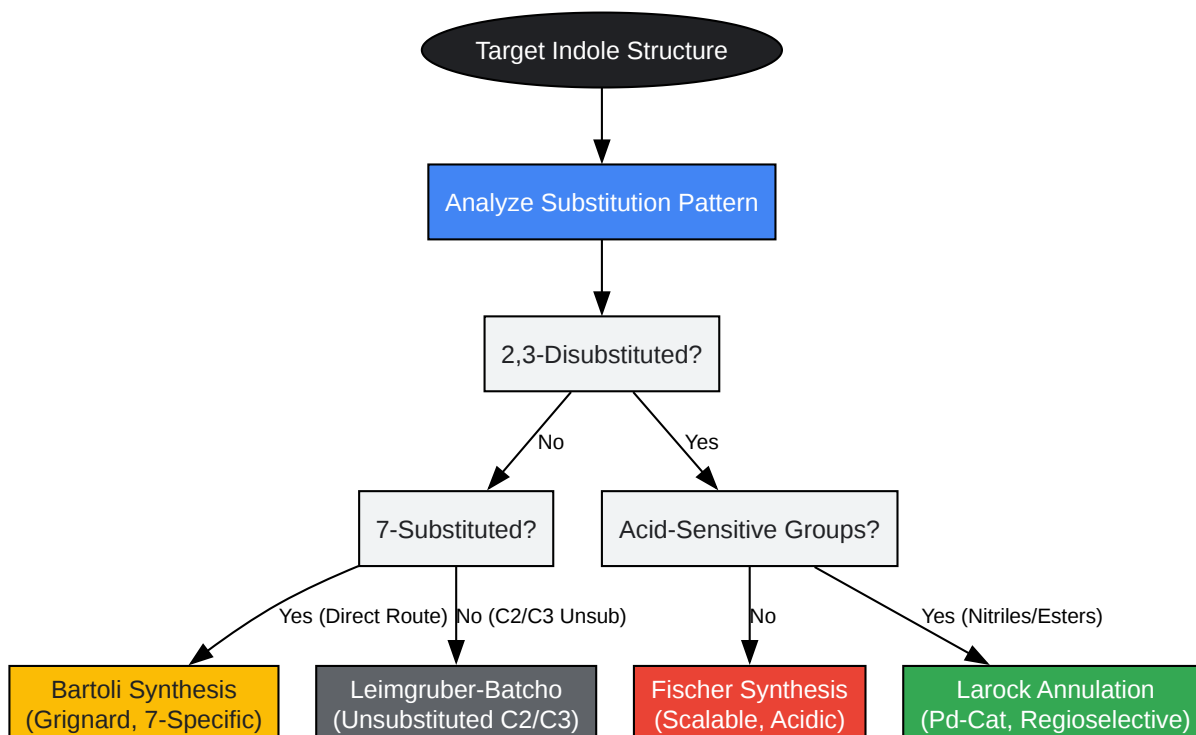 Target Indole Structure
Analyze Substitution Pattern
2,3-Disubstituted?
No
Yes
7-Substituted?
Acid-Sensitive Groups?
Yes (Direct Route)
No (C2/C3 Unsub)
No
Yes (Nitriles/Esters)
Bartoli Synthesis
(Grignard, 7-Specific)
Leimgruber-Batcho
(Unsubstituted C2/C3)
Fischer Synthesis
(Scalable, Acidic)
Larock Annulation
(Pd-Cat, Regioselective)